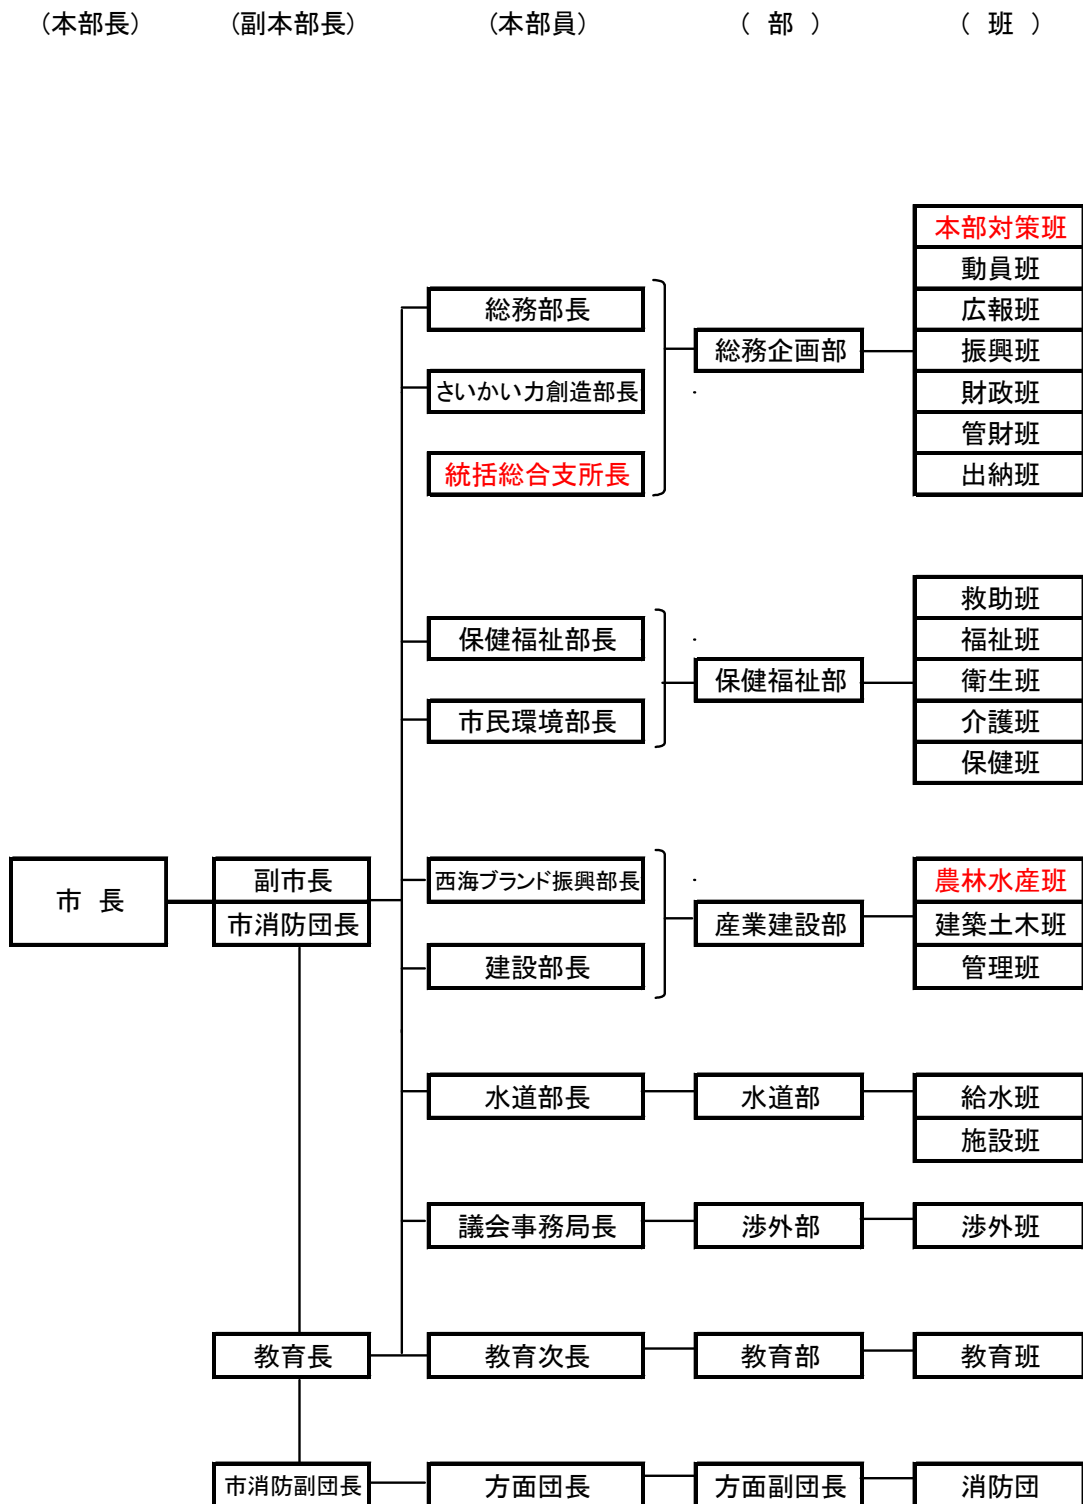 (本部長) (副本部長) (本部員) ( 部 ) ( 班 )
本部対策班
動員班
総務部長 広報班
総務企画部 振興班
さいかい力創造部長 財政班
管財班
統括総合支所長 出納班
救助班
保健福祉部長 福祉班
保健福祉部 衛生班
市民環境部長 介護班
保健班
市 長 副市長 西海ブランド振興部長 農林水産班
市消防団長 産業建設部 建築土木班
建設部長 管理班
水道部長 水道部 給水班
施設班
議会事務局長 渉外部 渉外班
教育長 教育次長 教育部 教育班
市消防副団長 方面団長 方面副団長 消防団